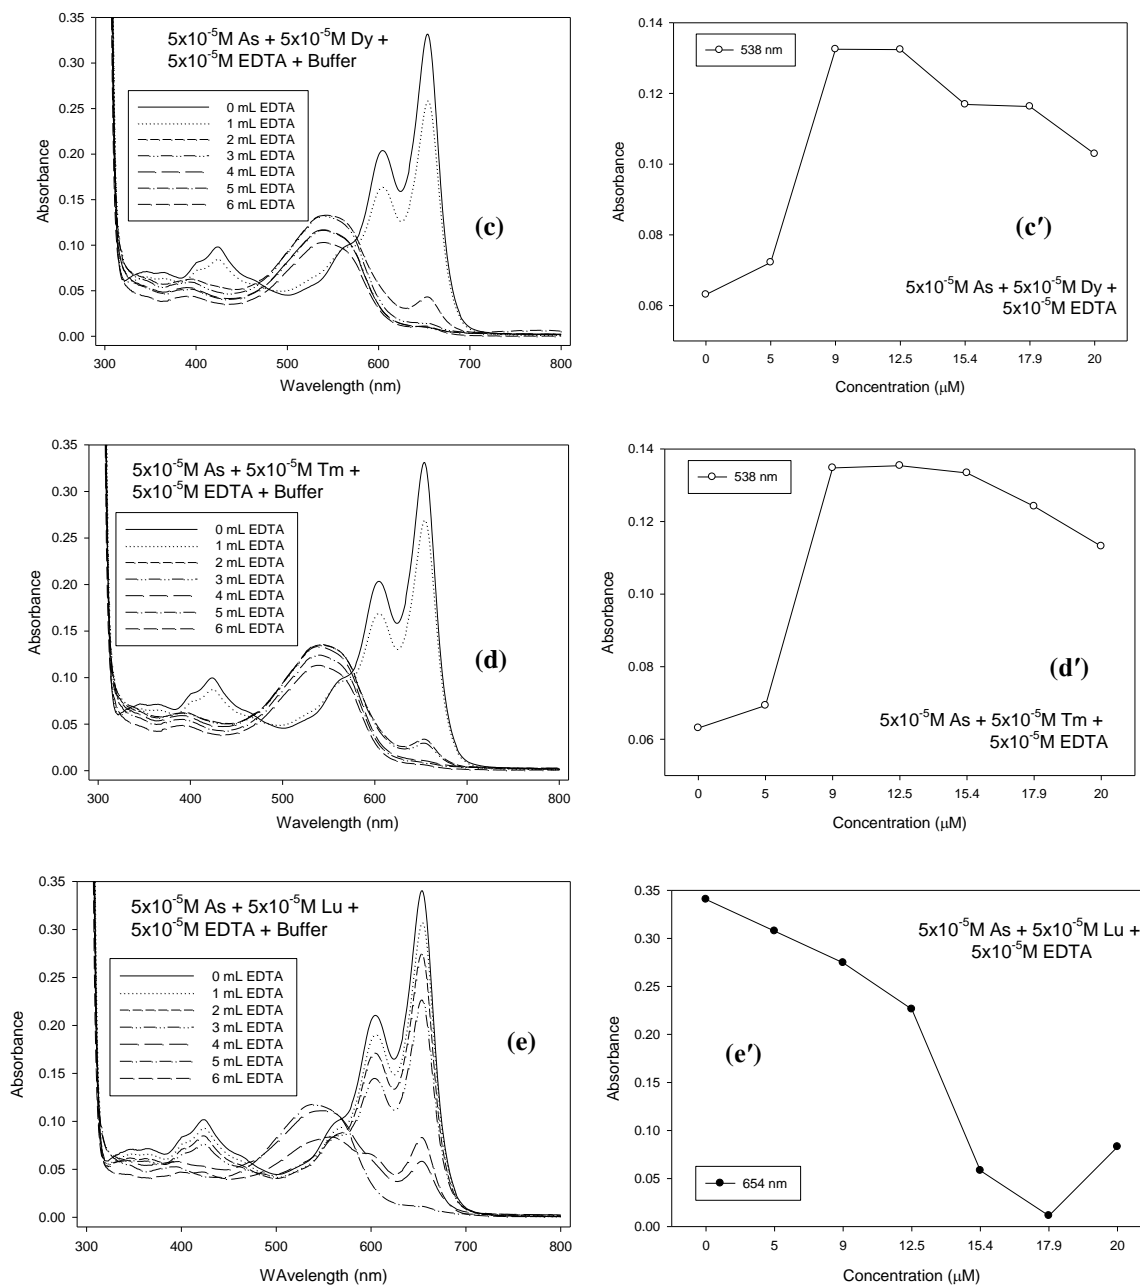 5x10⁻⁵M As + 5x10⁻⁵M Dy +
5x10⁻⁵M EDTA + Buffer
0 mL EDTA
1 mL EDTA
2 mL EDTA
3 mL EDTA
4 mL EDTA
5 mL EDTA
6 mL EDTA
(c)
Absorbance
0.35
0.30
0.25
0.20
0.15
0.10
0.05
0.00
300 400 500 600 700 800
Wavelength (nm)
538 nm
(c′)
5x10⁻⁵M As + 5x10⁻⁵M Dy +
5x10⁻⁵M EDTA
Absorbance
0.14
0.12
0.10
0.08
0.06
0 5 9 12.5 15.4 17.9 20
Concentration (μM)
5x10⁻⁵M As + 5x10⁻⁵M Tm +
5x10⁻⁵M EDTA + Buffer
0 mL EDTA
1 mL EDTA
2 mL EDTA
3 mL EDTA
4 mL EDTA
5 mL EDTA
6 mL EDTA
(d)
Absorbance
0.35
0.30
0.25
0.20
0.15
0.10
0.05
0.00
300 400 500 600 700 800
Wavelength (nm)
538 nm
(d′)
5x10⁻⁵M As + 5x10⁻⁵M Tm +
5x10⁻⁵M EDTA
Absorbance
0.14
0.12
0.10
0.08
0.06
0 5 9 12.5 15.4 17.9 20
Concentration (μM)
5x10⁻⁵M As + 5x10⁻⁵M Lu +
5x10⁻⁵M EDTA + Buffer
0 mL EDTA
1 mL EDTA
2 mL EDTA
3 mL EDTA
4 mL EDTA
5 mL EDTA
6 mL EDTA
(e)
Absorbance
0.35
0.30
0.25
0.20
0.15
0.10
0.05
0.00
300 400 500 600 700 800
WAvelength (nm)
5x10⁻⁵M As + 5x10⁻⁵M Lu +
5x10⁻⁵M EDTA
(e′)
654 nm
Absorbance
0.35
0.30
0.25
0.20
0.15
0.10
0.05
0.00
0 5 9 12.5 15.4 17.9 20
Concentration (μM)